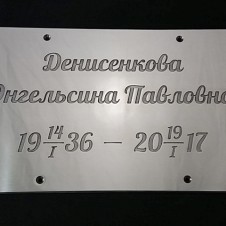 Денисенкова
Энгельсина Павловна
19 14/I 36 – 20 19/I 17